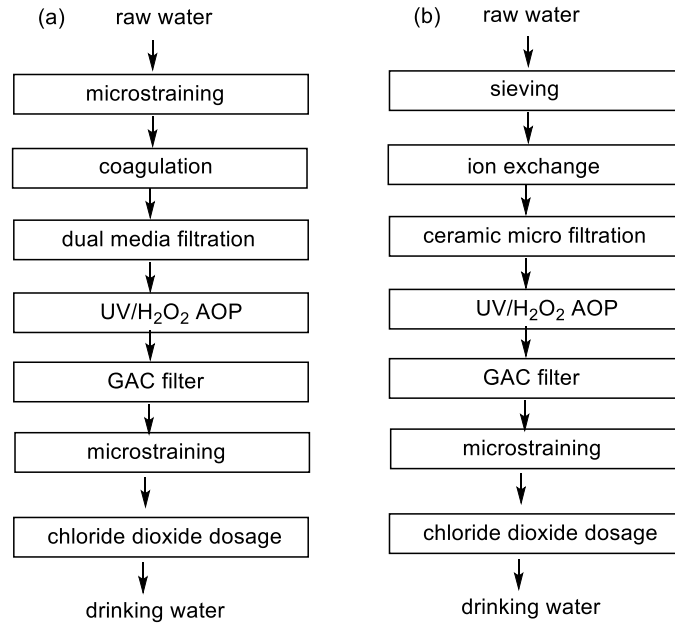 (a)
raw water
microstraining
coagulation
dual media filtration
UV/H₂O₂ AOP
GAC filter
microstraining
chloride dioxide dosage
drinking water
(b)
raw water
sieving
ion exchange
ceramic micro filtration
UV/H₂O₂ AOP
GAC filter
microstraining
chloride dioxide dosage
drinking water